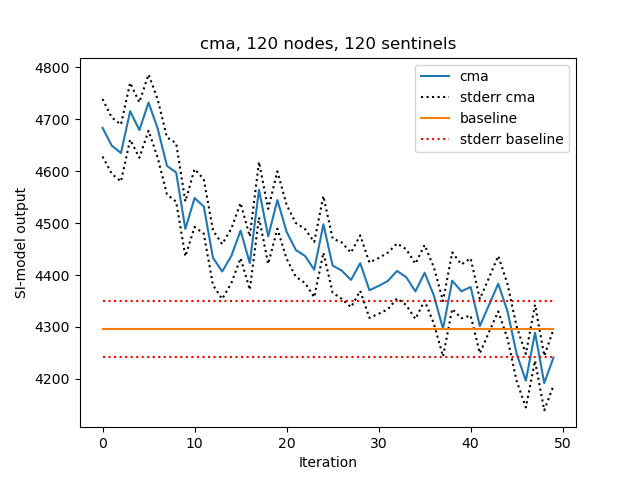 cma, 120 nodes, 120 sentinels
cma
stderr cma
baseline
stderr baseline
SI-model output
4800
4700
4600
4500
4400
4300
4200
0 10 20 30 40 50
Iteration